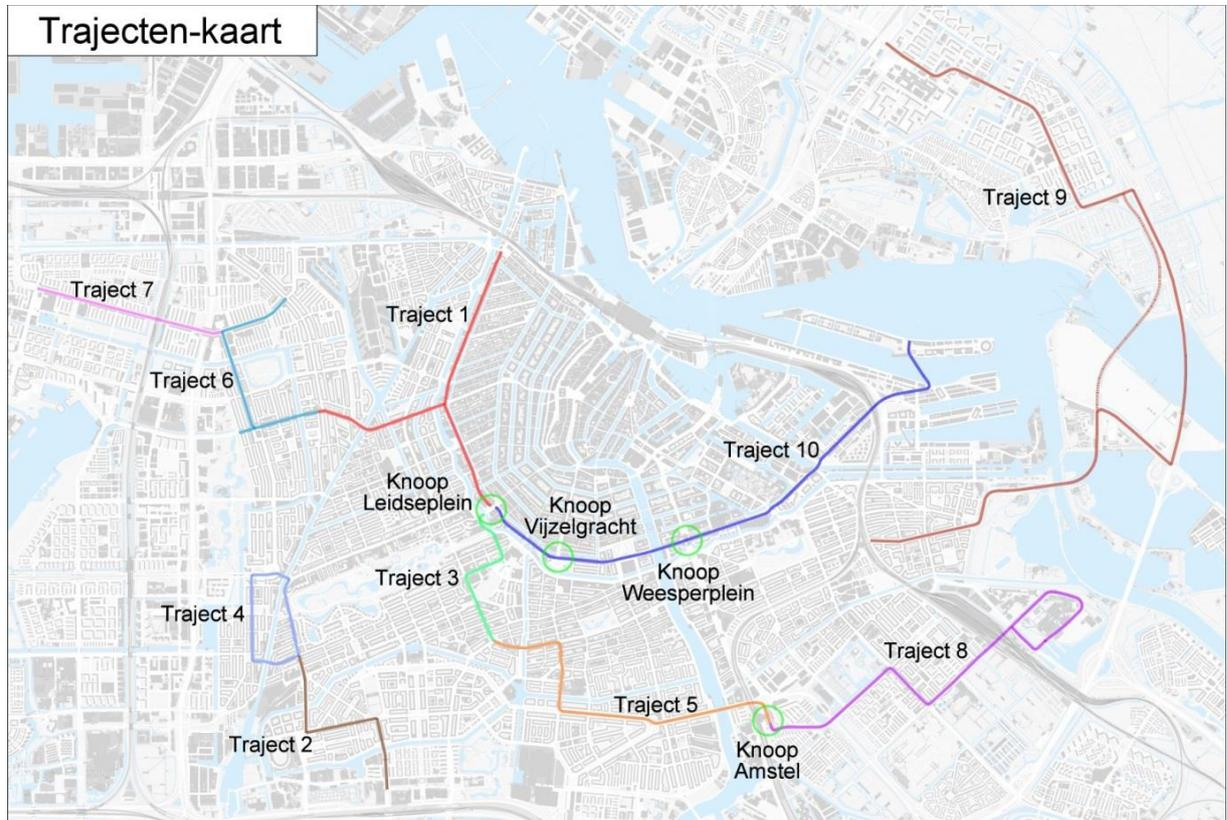 Trajecten-kaart
Traject 9
Traject 7
Traject 1
Traject 6
Traject 10
Knoop
Leidseplein
Knoop
Vijzelgracht
Knoop
Weesperplein
Traject 3
Traject 4
Traject 8
Traject 5
Traject 2
Knoop
Amstel